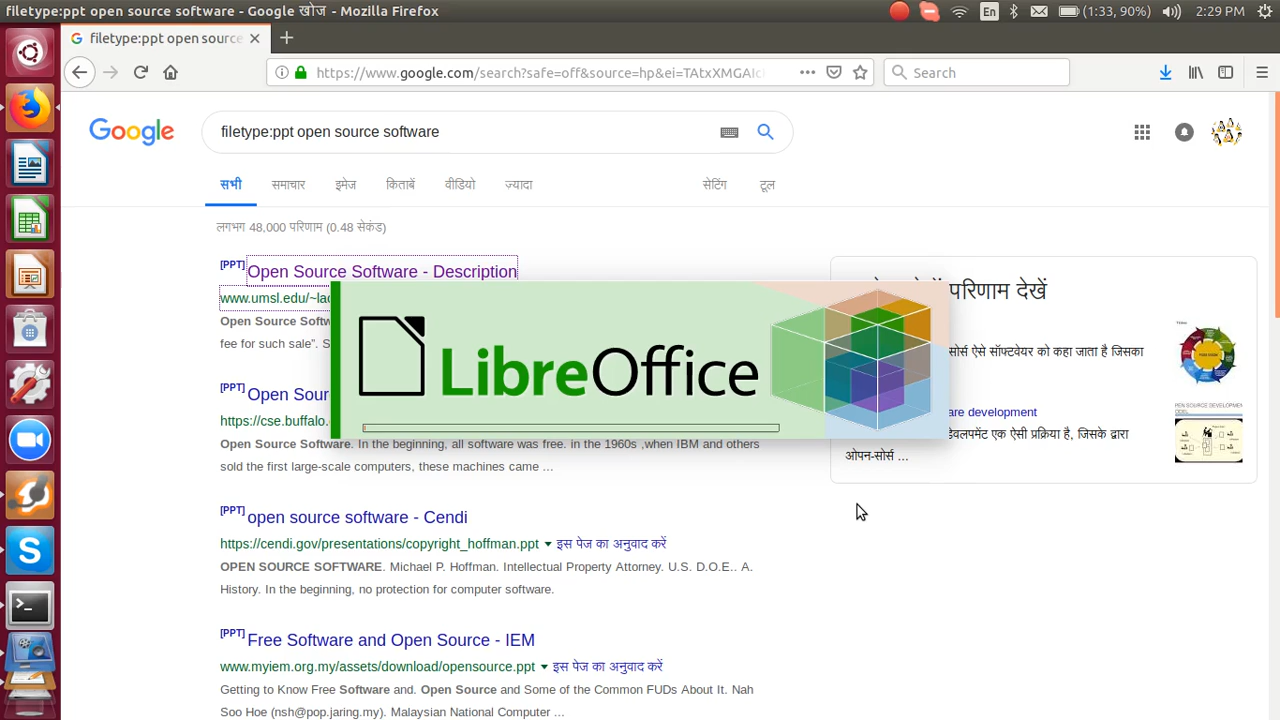 filetype:ppt open source software - Google खोज - Mozilla Firefox
En
(1:33, 90%)
2:29 PM
filetype:ppt open source
https://www.google.com/search?safe=off&source=hp&ei=TAtxXMGAIc
Search
Google
filetype:ppt open source software
सभी
समाचार
इमेज
किताबें
वीडियो
ज़्यादा
सेटिंग
टूल
लगभग 48,000 परिणाम (0.48 सेकंड)
[PPT] Open Source Software - Description
www.umsl.edu/~lac
Open Source Softw
fee for such sale”. S
[PPT] Open Sour
https://cse.buffalo.
Open Source Software. In the beginning, all software was free. in the 1960s ,when IBM and others
sold the first large-scale computers, these machines came ...
[PPT] open source software - Cendi
https://cendi.gov/presentations/copyright_hoffman.ppt इस पेज का अनुवाद करें
OPEN SOURCE SOFTWARE. Michael P. Hoffman. Intellectual Property Attorney. U.S. D.O.E.. A.
History. In the beginning, no protection for computer software.
[PPT] Free Software and Open Source - IEM
www.myiem.org.my/assets/download/opensource.ppt इस पेज का अनुवाद करें
Getting to Know Free Software and. Open Source and Some of the Common FUDs About It. Nah
Soo Hoe (nsh@pop.jaring.my). Malaysian National Computer ...
LibreOffice
परिणाम देखें
सोर्स ऐसे सॉफ्टवेयर को कहा जाता है जिसका
are development
डेवलपमेंट एक ऐसी प्रक्रिया है, जिसके द्वारा
ओपन-सोर्स ...